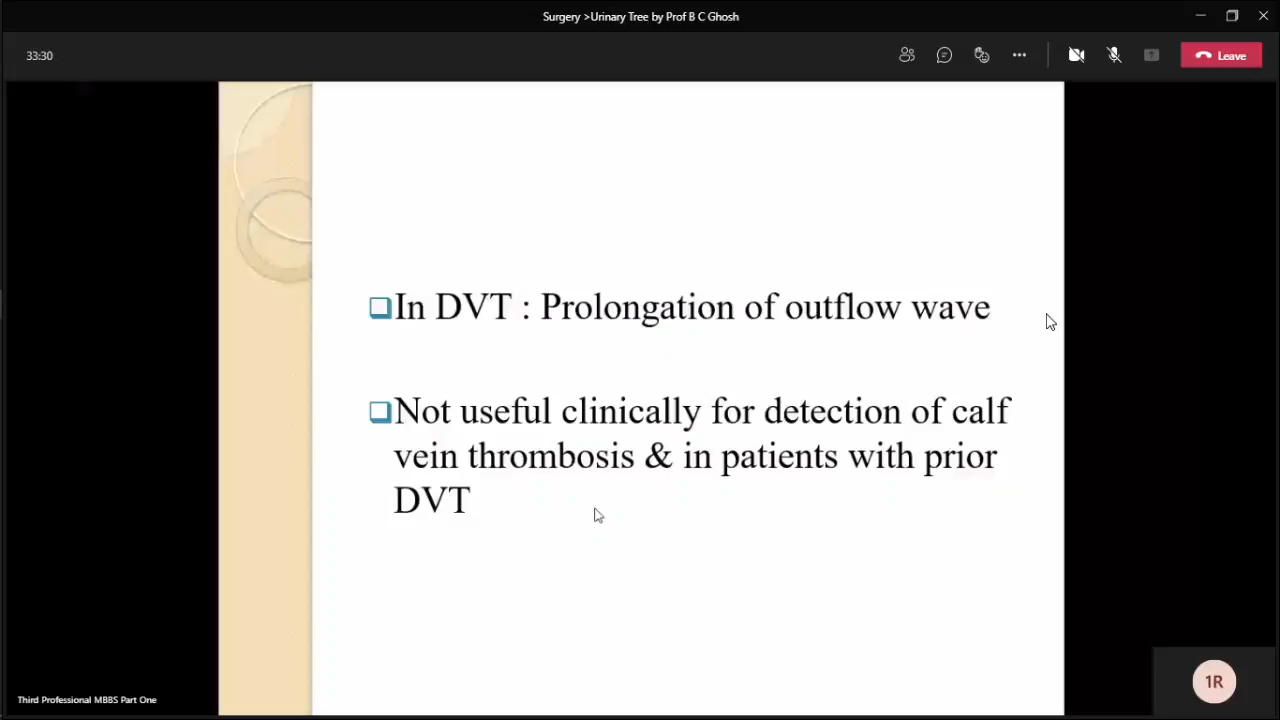 Surgery >Urinary Tree by Prof B C Ghosh
33:30
Leave
In DVT : Prolongation of outflow wave
Not useful clinically for detection of calf
vein thrombosis & in patients with prior
DVT
Third Professional MBBS Part One
1R